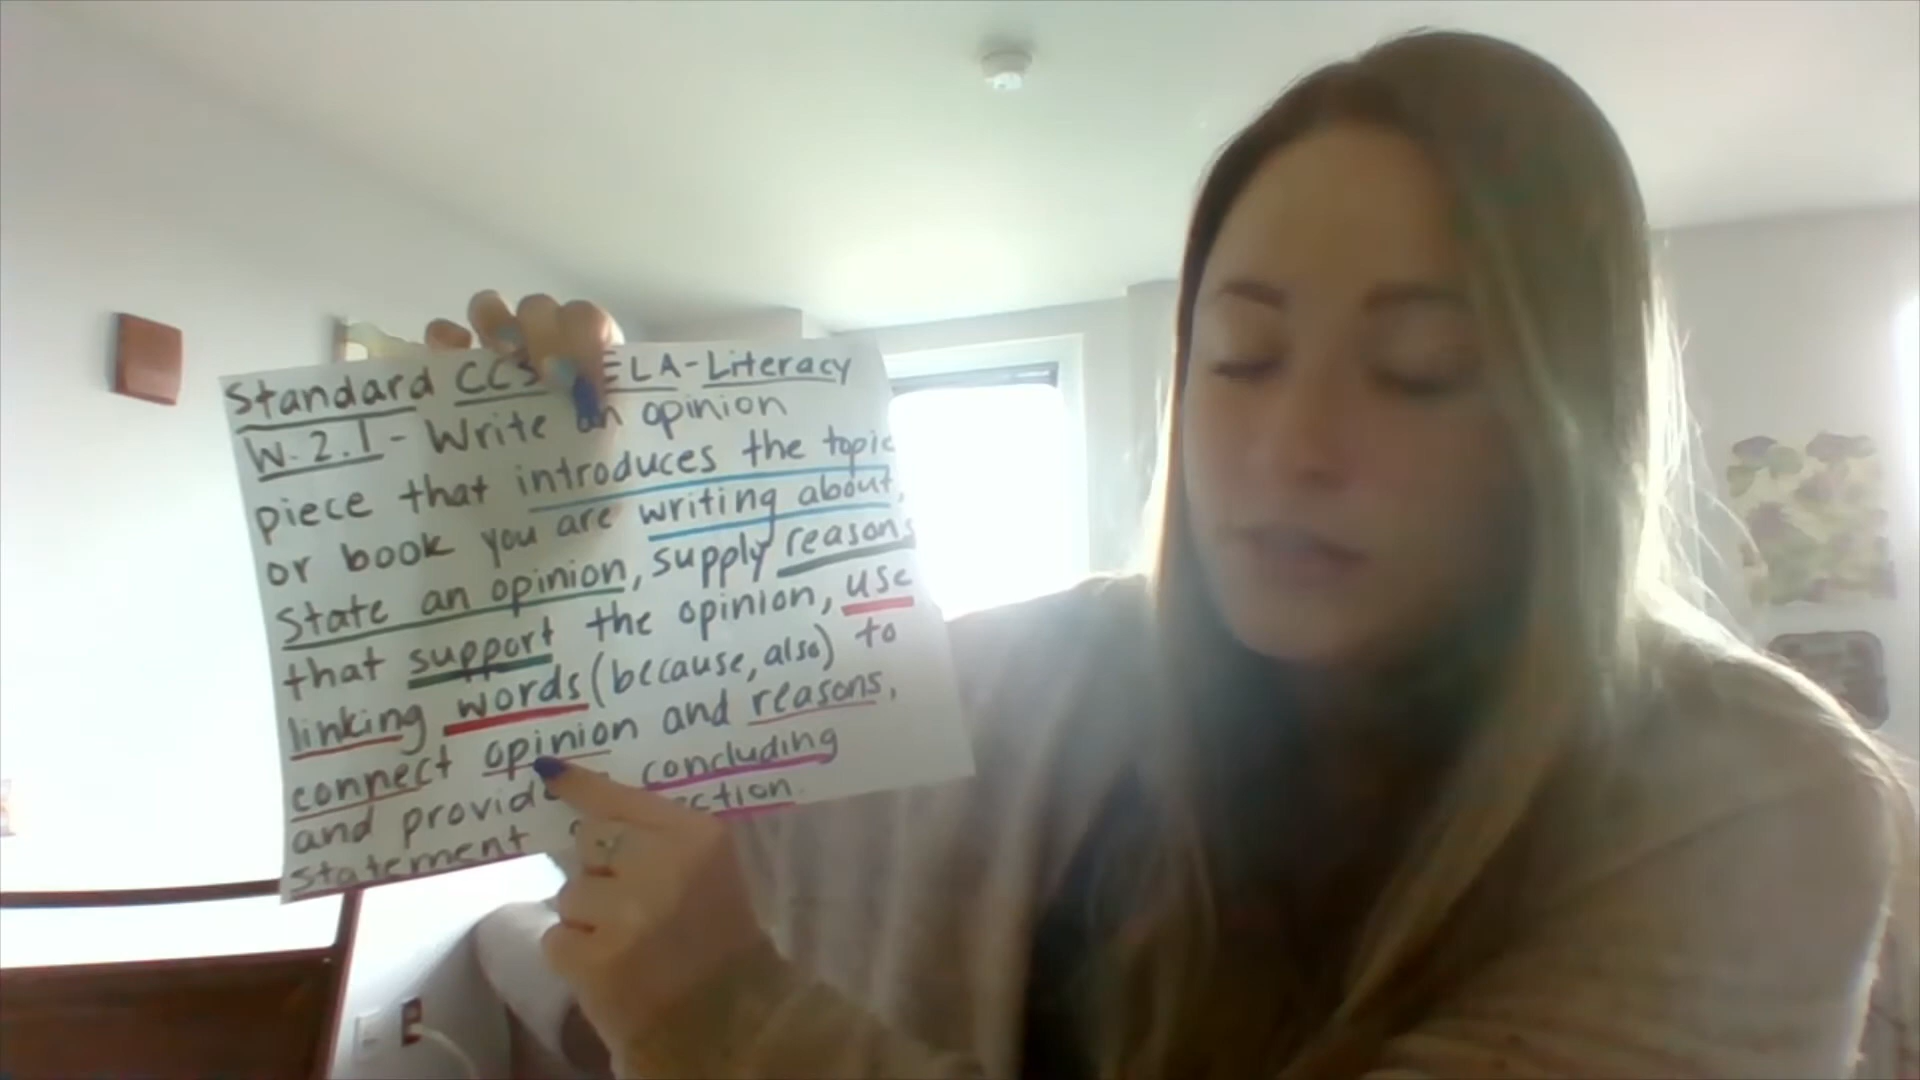 Standard CCS ELA-Literacy
W.2.1- Write an opinion
piece that introduces the topic
or book you are writing about,
State an opinion, supply reasons
that support the opinion, use
linking words (because, also) to
connect opinion and reasons,
and provide concluding
statement